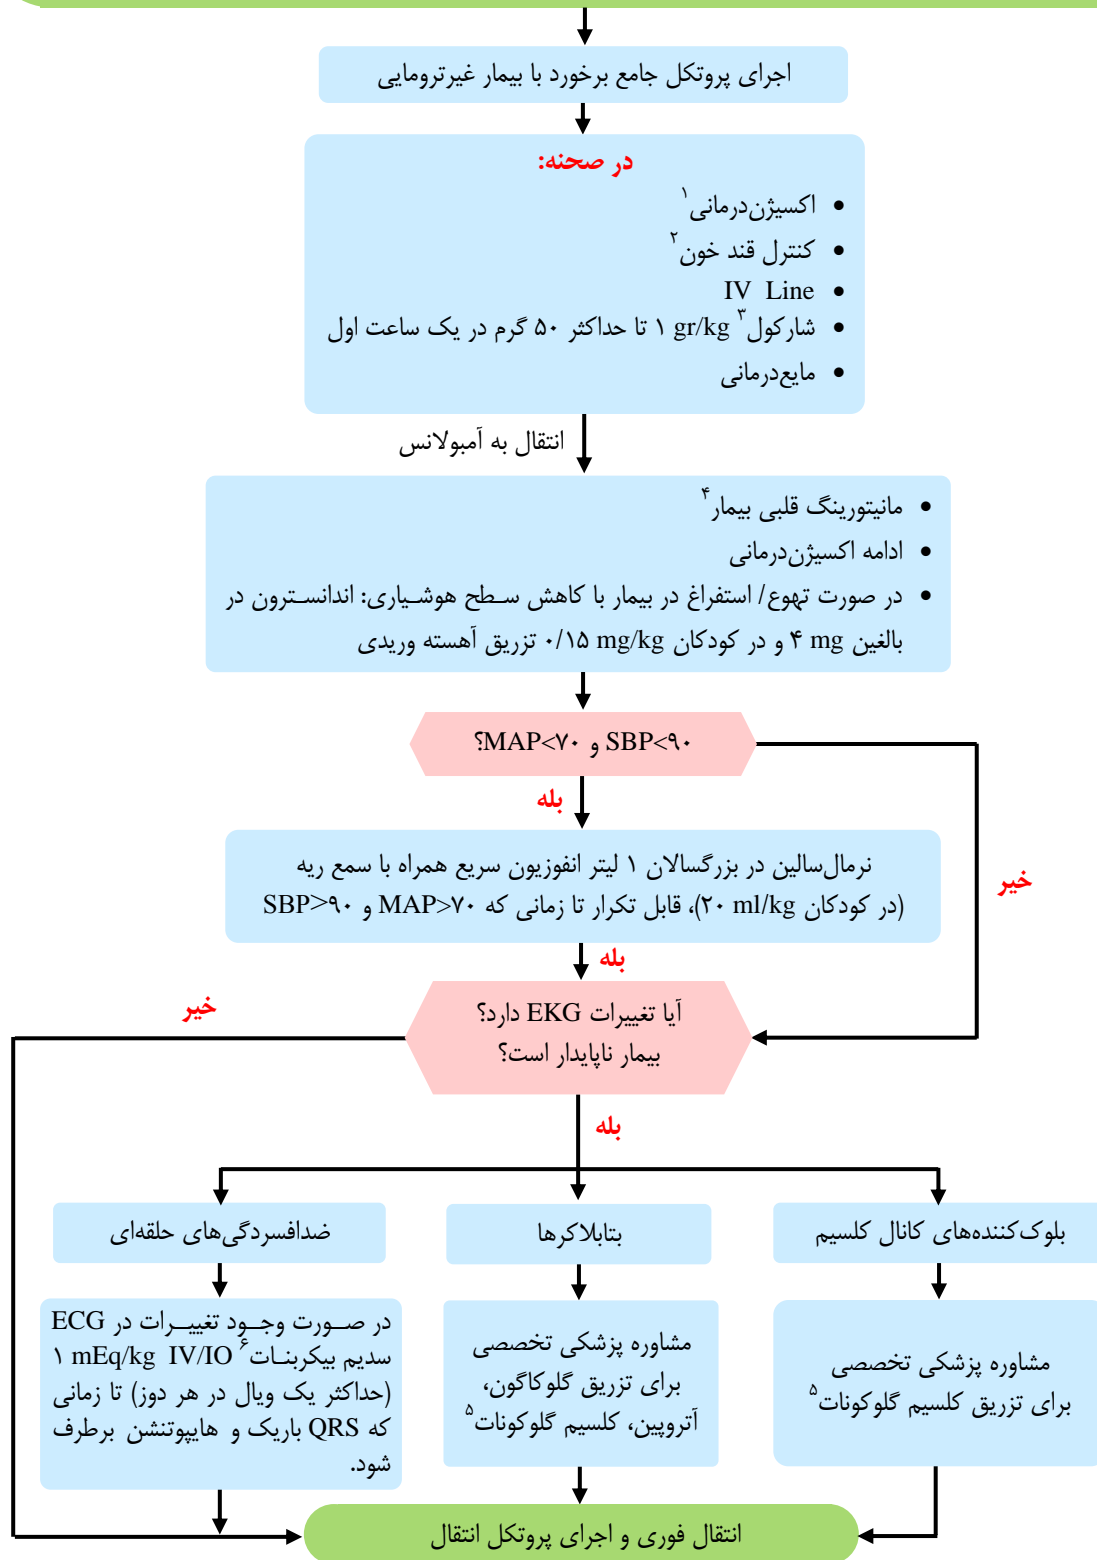 اجرای پروتکل جامع برخورد با بیمار غیرترومایی
در صحنه:
• اکسیژن‌درمانی۱
• کنترل قند خون۲
• IV Line
• شارکول۳ ۱ gr/kg تا حداکثر ۵۰ گرم در یک ساعت اول
• مایع‌درمانی
انتقال به آمبولانس
• مانیتورینگ قلبی بیمار۴
• ادامه اکسیژن‌درمانی
• در صورت تهوع/ استفراغ در بیمار با کاهش سطح هوشیاری: اندانسترون در
بالغین ۴ mg و در کودکان ۰/۱۵ mg/kg تزریق آهسته وریدی
SBP<۹۰ و MAP<۷۰؟
بله
خیر
نرمال‌سالین در بزرگسالان ۱ لیتر انفوزیون سریع همراه با سمع ریه
(در کودکان ۲۰ ml/kg)، قابل تکرار تا زمانی که MAP>۷۰ و SBP>۹۰
بله
آیا تغییرات EKG دارد؟
بیمار ناپایدار است؟
خیر
بله
بلوک‌کننده‌های کانال کلسیم
بتابلاکرها
ضدافسردگی‌های حلقه‌ای
مشاوره پزشکی تخصصی
برای تزریق کلسیم گلوکونات۵
مشاوره پزشکی تخصصی
برای تزریق گلوکاگون،
آتروپین، کلسیم گلوکونات۵
در صورت وجود تغییرات در ECG
سدیم بیکربنات۶ ۱ mEq/kg IV/IO
(حداکثر یک ویال در هر دوز) تا زمانی
که QRS باریک و هایپوتنشن برطرف
شود.
انتقال فوری و اجرای پروتکل انتقال